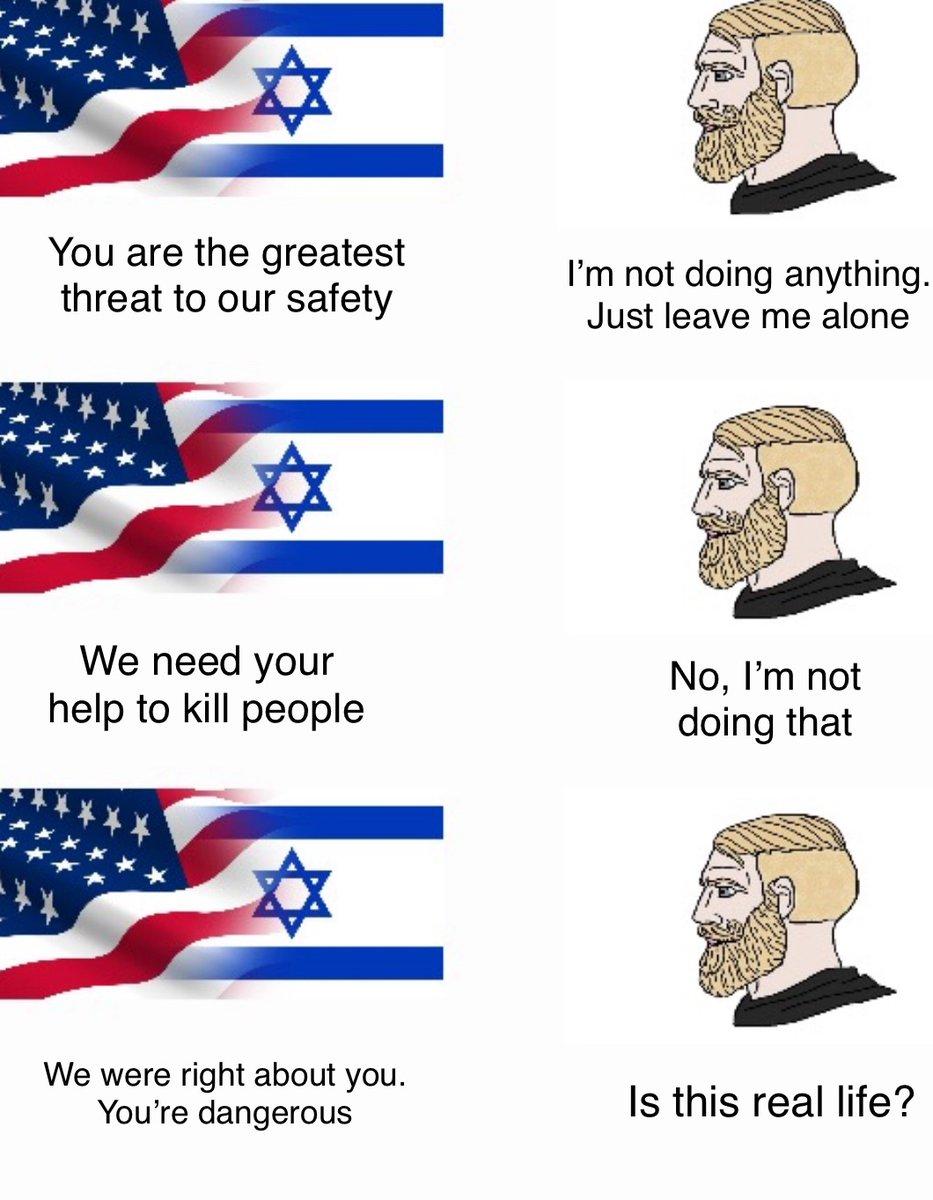 You are the greatest
threat to our safety
I’m not doing anything.
Just leave me alone
We need your
help to kill people
No, I’m not
doing that
We were right about you.
You’re dangerous
Is this real life?